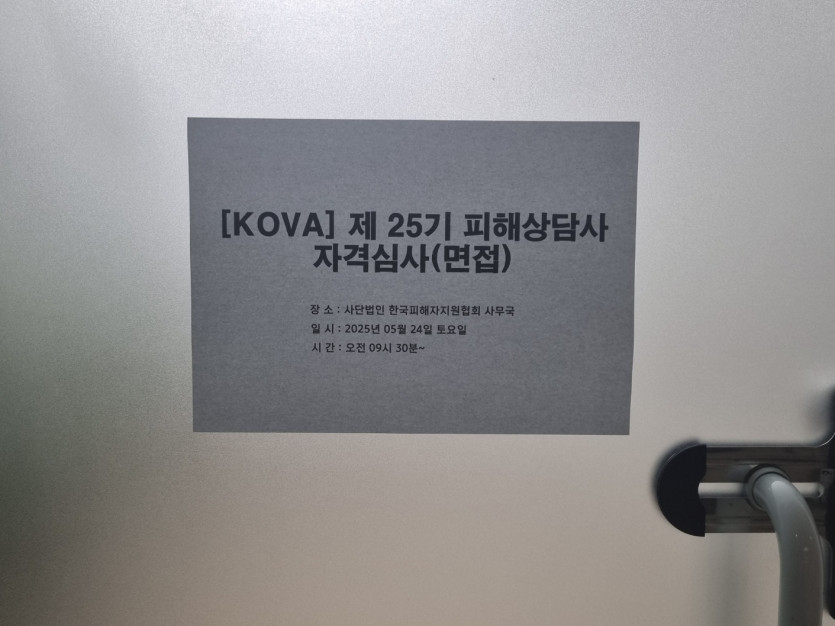 [KOVA] 제 25기 피해상담사
자격심사(면접)
장 소 : 사단법인 한국피해자지원협회 사무국
일 시 : 2025년 05월 24일 토요일
시 간 : 오전 09시 30분~